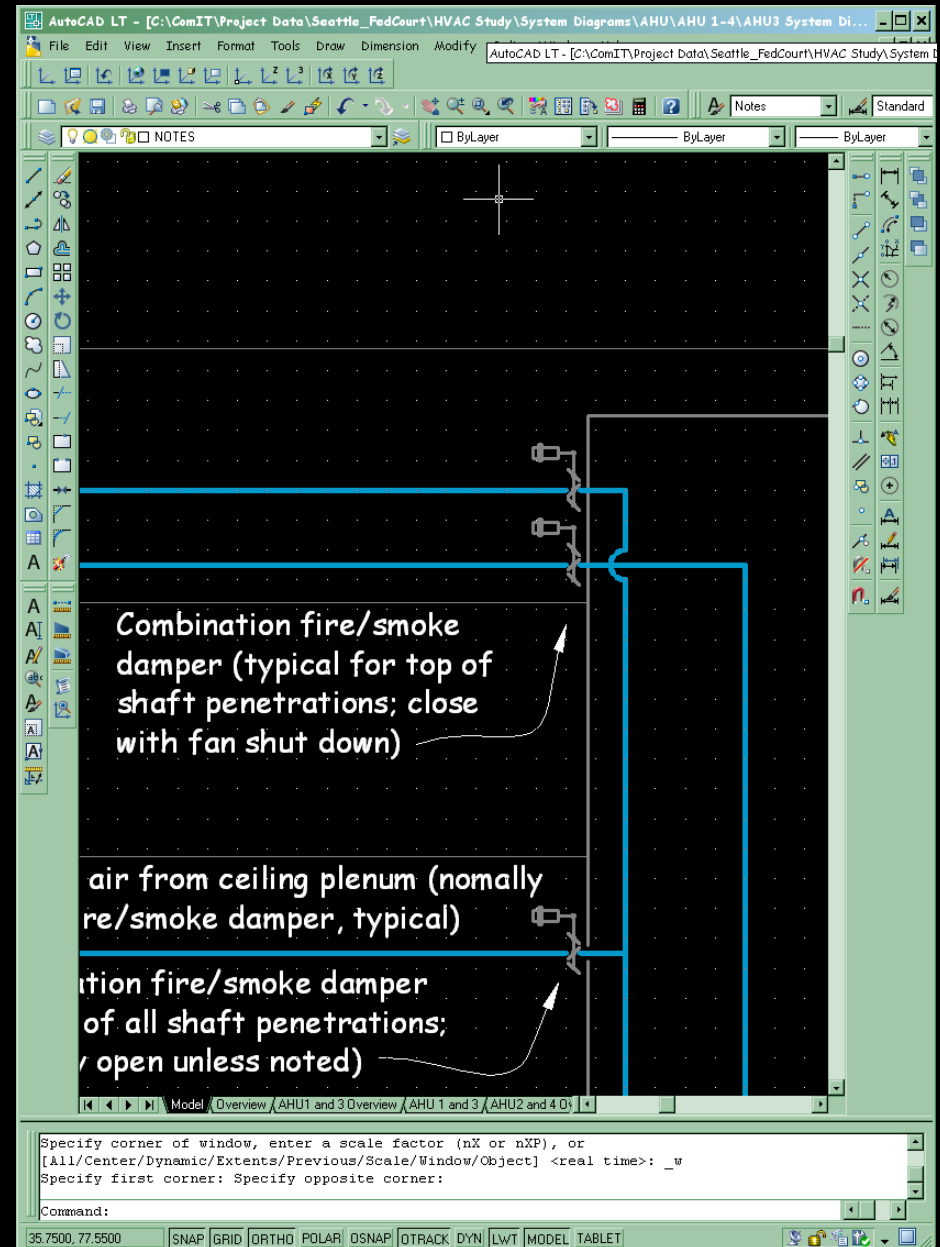 AutoCAD LT - [C:\ComIT\Project Data\Seattle_FedCourt\HVAC Study\System Diagrams\AHU\AHU 1-4\AHU3 System Di...
File Edit View Insert Format Tools Draw Dimension Modify
AutoCAD LT - [C:\ComIT\Project Data\Seattle_FedCourt\HVAC Study\System D
Notes
Standard
NOTES
ByLayer
ByLayer
ByLayer
Combination fire/smoke
damper (typical for top of
shaft penetrations; close
with fan shut down)
air from ceiling plenum (nomally
re/smoke damper, typical)
ation fire/smoke damper
of all shaft penetrations;
y open unless noted)
Model Overview AHU1 and 3 Overview AHU 1 and 3 AHU2 and 4 Ov
Specify corner of window, enter a scale factor (nX or nXP), or
[All/Center/Dynamic/Extents/Previous/Scale/Window/Object] <real time>: _w
Specify first corner: Specify opposite corner:
Command:
35.7500, 77.5500 SNAP GRID ORTHO POLAR OSNAP OTRACK DYN LWT MODEL TABLET